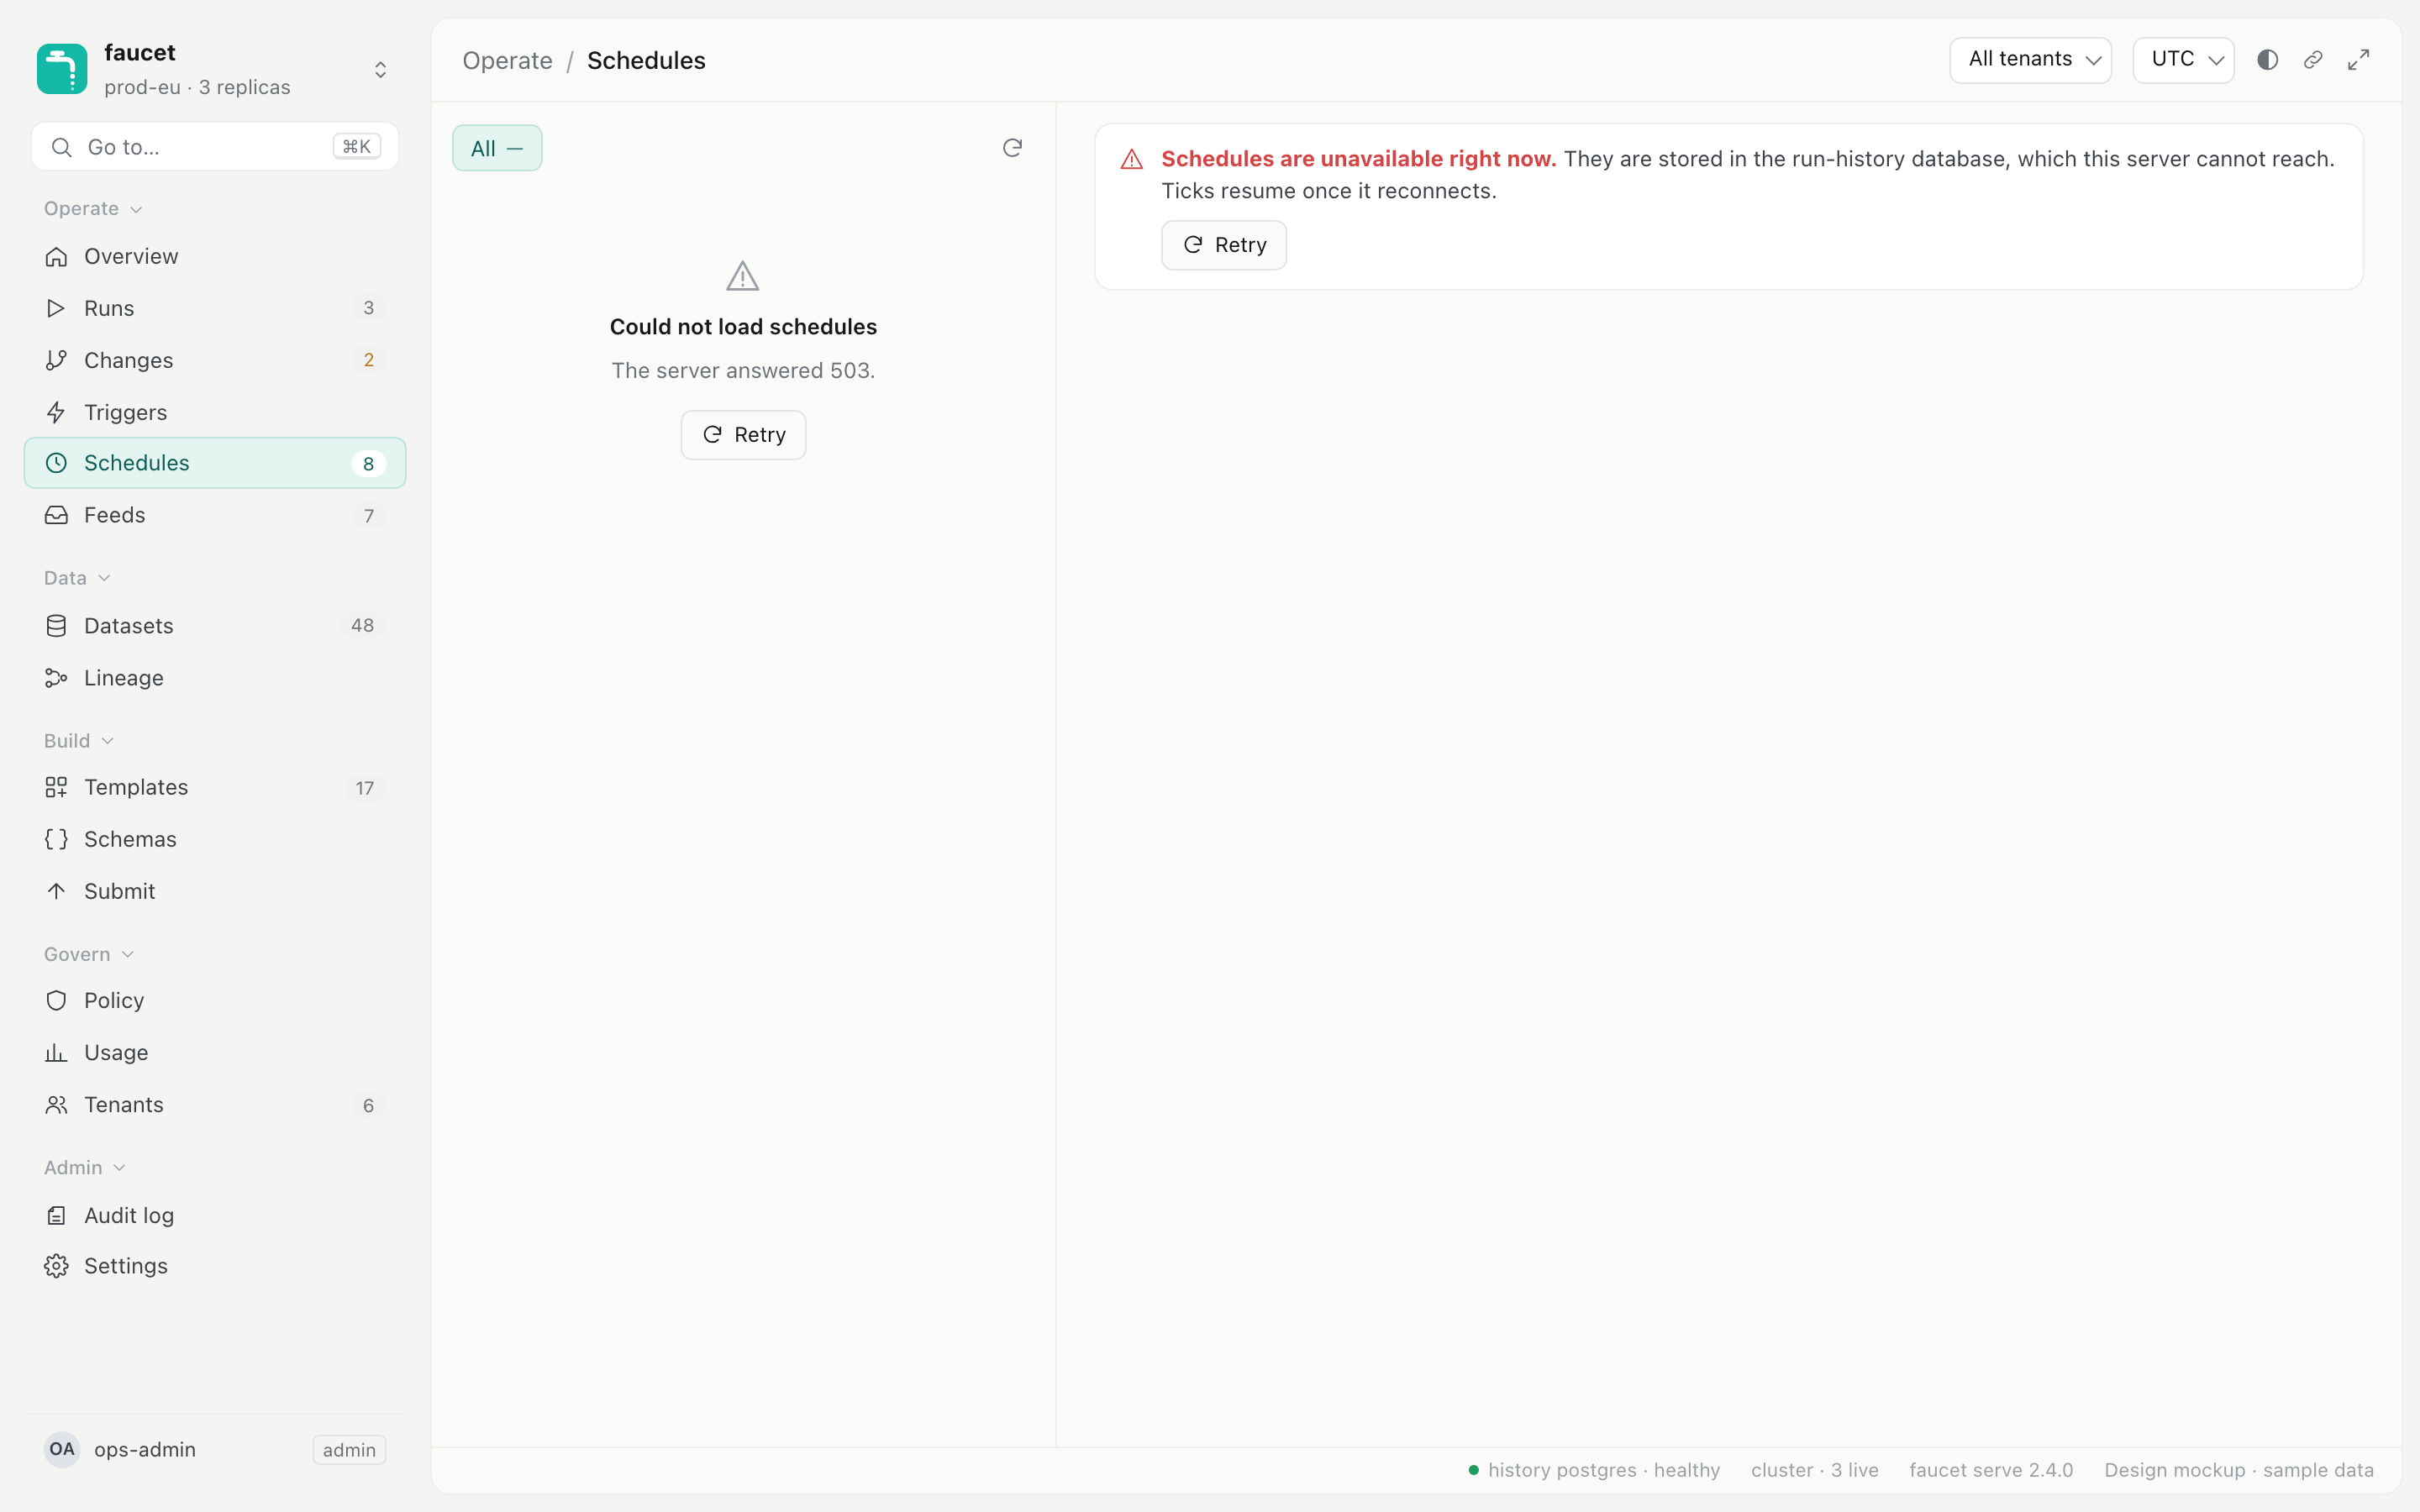 faucet
prod-eu · 3 replicas
Go to...
⌘K
Operate
Overview
Runs 3
Changes 2
Triggers
Schedules 8
Feeds 7
Data
Datasets 48
Lineage
Build
Templates 17
Schemas
Submit
Govern
Policy
Usage
Tenants 6
Admin
Audit log
Settings
OA ops-admin admin
Operate / Schedules
All tenants
UTC
All —
Could not load schedules
The server answered 503.
Retry
Schedules are unavailable right now. They are stored in the run-history database, which this server cannot reach.
Ticks resume once it reconnects.
Retry
history postgres · healthy cluster · 3 live faucet serve 2.4.0 Design mockup · sample data